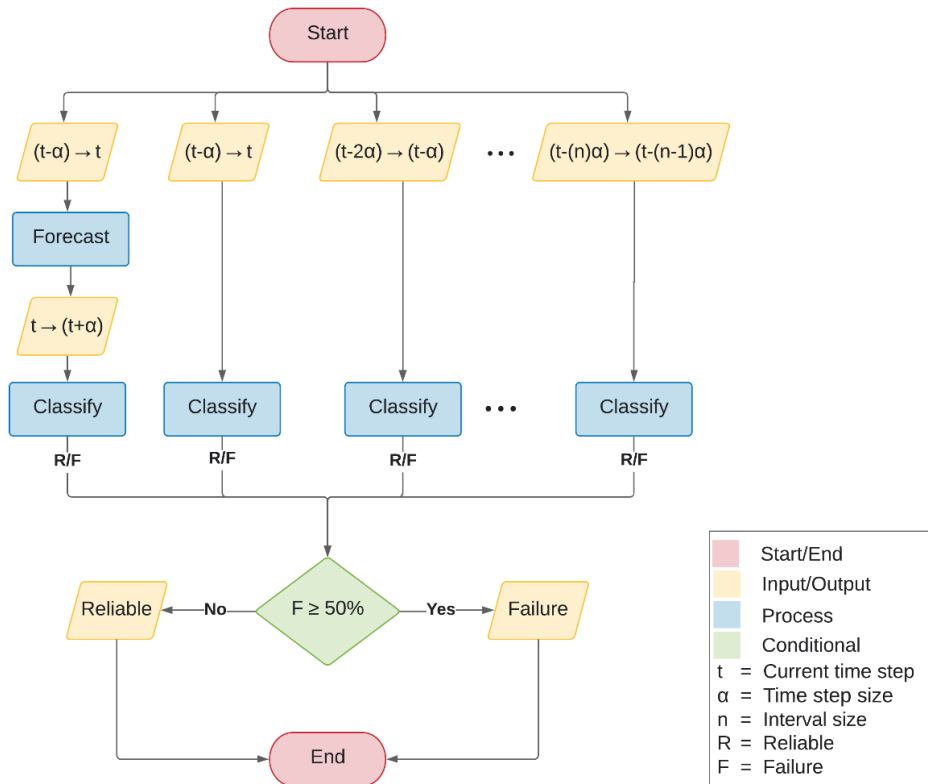 Start
(t-α) → t
(t-α) → t
(t-2α) → (t-α)
...
(t-(n)α) → (t-(n-1)α)
Forecast
t → (t+α)
Classify
Classify
Classify
...
Classify
R/F
R/F
R/F
R/F
Reliable
No
F ≥ 50%
Yes
Failure
End
Start/End
Input/Output
Process
Conditional
t = Current time step
α = Time step size
n = Interval size
R = Reliable
F = Failure